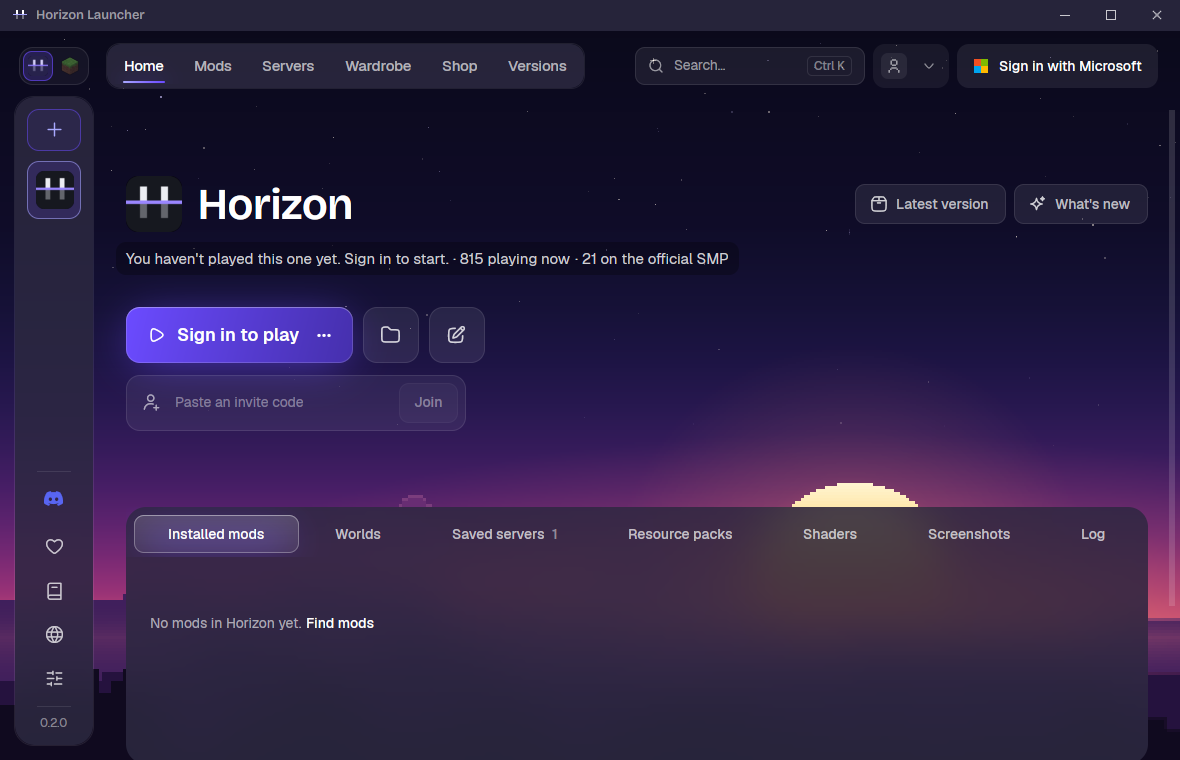 Horizon Launcher
Home Mods Servers Wardrobe Shop Versions
Search... Ctrl K
Sign in with Microsoft
Horizon
Latest version
What's new
You haven't played this one yet. Sign in to start. · 815 playing now · 21 on the official SMP
Sign in to play
Paste an invite code Join
Installed mods Worlds Saved servers 1 Resource packs Shaders Screenshots Log
No mods in Horizon yet. Find mods
0.2.0